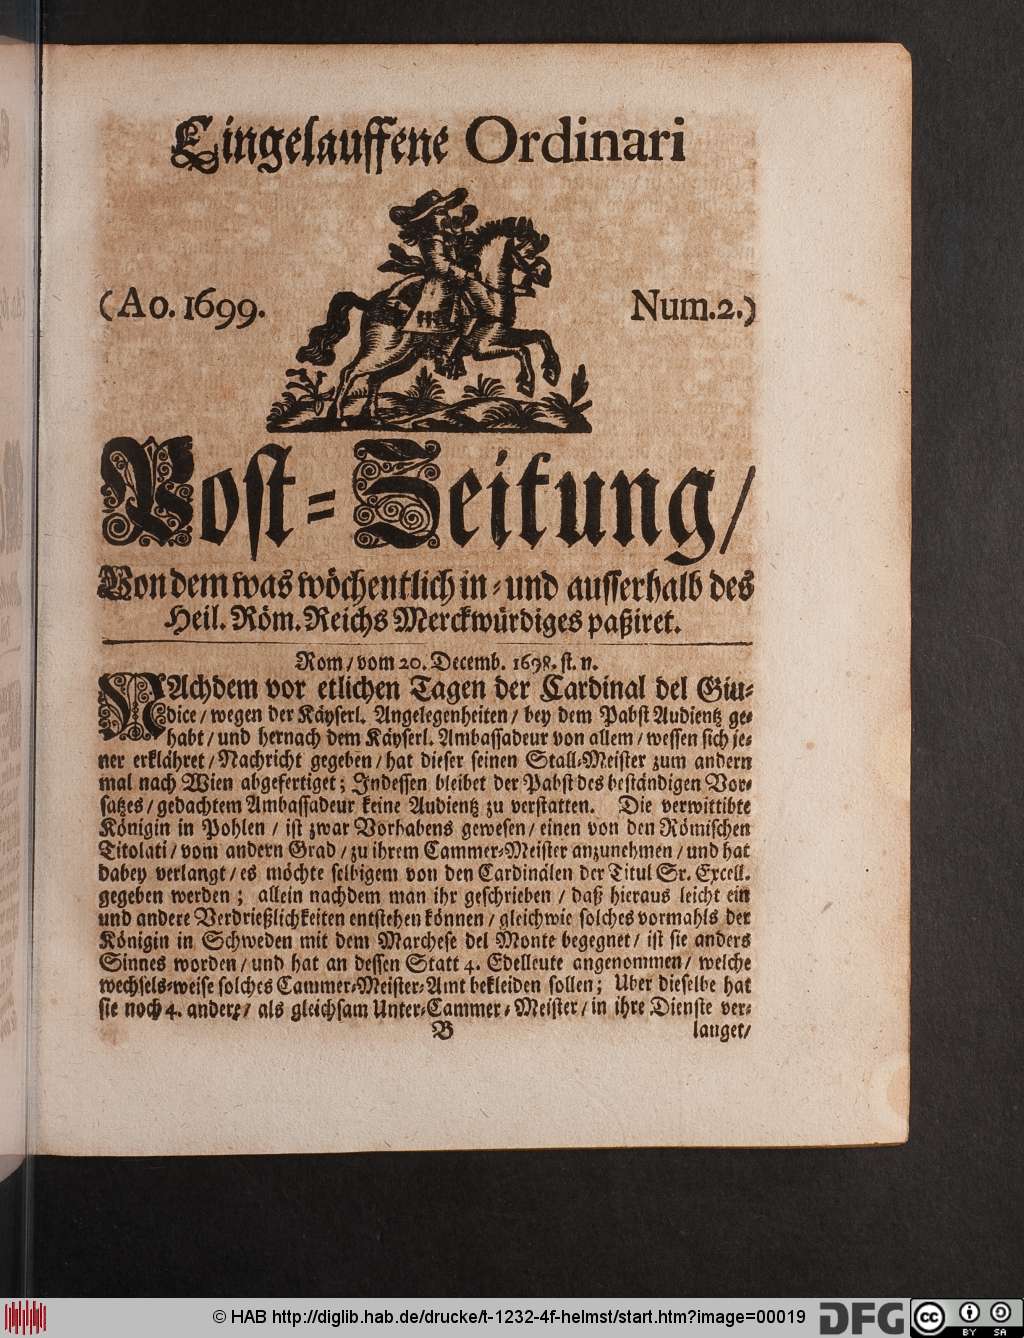 Eingelauffene Ordinari
(Ao. 1699. Num. 2.)
Post-Zeitung/
Von dem was wöchentlich in- und ausserhalb des
Heil. Röm. Reichs Merckwürdiges paßiret.
Rom/ vom 20. Decemb. 1698. st. n.
NAchdem vor etlichen Tagen der Cardinal del Giu-
dice/ wegen der Käyserl. Angelegenheiten/ bey dem Pabst Audientz ge-
habt/ und hernach dem Käyserl. Ambassadeur von allem/ wessen sich je-
ner erklähret/ Nachricht gegeben/ hat dieser seinen Stall-Meister zum andern
mal nach Wien abgefertiget; Indessen bleibet der Pabst des beständigen Vor-
satzes/ gedachtem Ambassadeur keine Audientz zu verstatten. Die verwittibte
Königin in Pohlen/ ist zwar Vorhabens gewesen/ einen von den Römischen
Titolati/ vom andern Grad/ zu ihrem Cammer-Meister anzunehmen/ und hat
dabey verlangt/ es möchte selbigem von den Cardinälen der Titul Sr. Excell.
gegeben werden; allein nachdem man ihr geschrieben/ daß hieraus leicht ein
und andere Verdrießlichkeiten entstehen können/ gleichwie solches vormahls der
Königin in Schweden mit dem Marchese del Monte begegnet/ ist sie anders
Sinnes worden/ und hat an dessen Statt 4. Edelleute angenommen/ welche
wechsels-weise solches Cammer-Meister-Amt bekleiden sollen; Uber dieselbe hat
sie noch 4. andere/ als gleichsam Unter-Cammer-Meister/ in ihre Dienste ver-
B langet/
© HAB http://diglib.hab.de/drucke/t-1232-4f-helmst/start.htm?image=00019 DFG cc BY SA